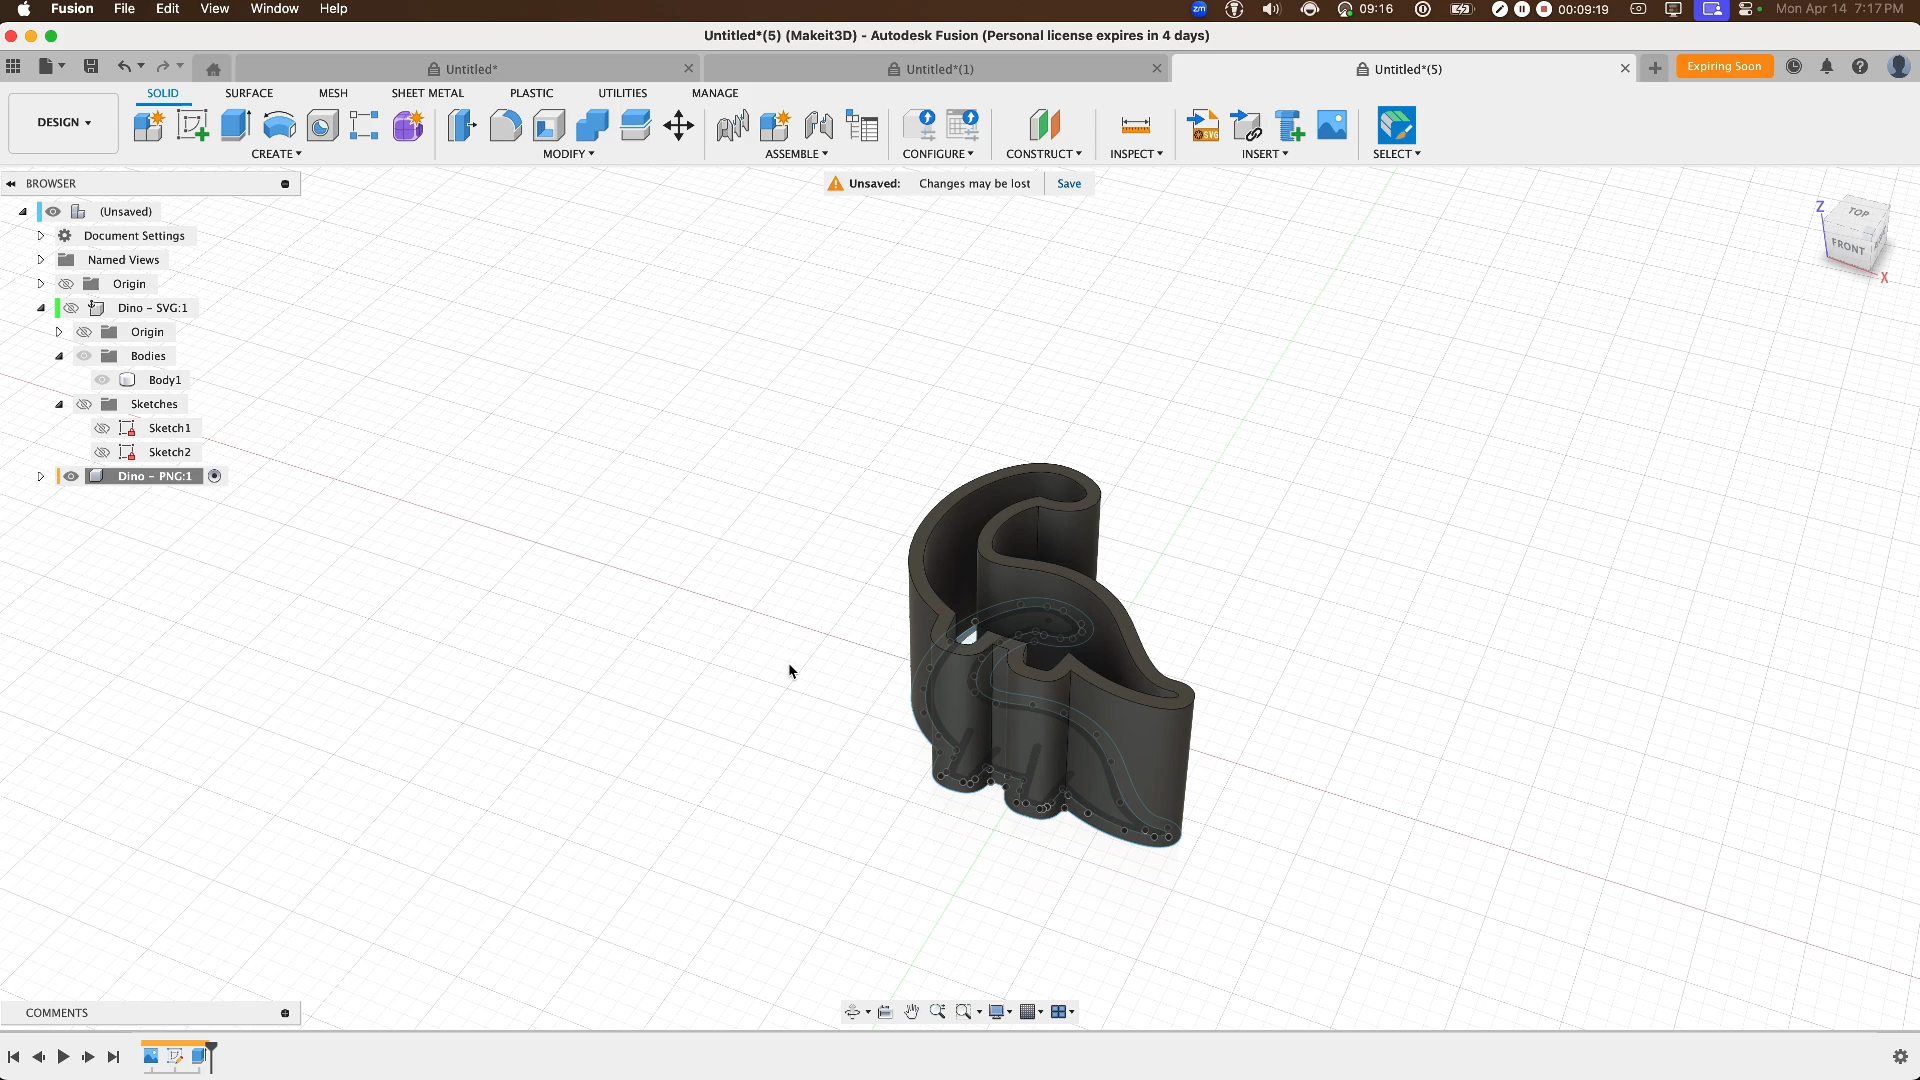 Fusion File Edit View Window Help
zm 09:16 00:09:19 Mon Apr 14 7:17 PM
Untitled*(5) (Makeit3D) - Autodesk Fusion (Personal license expires in 4 days)
Untitled* Untitled*(1) Untitled*(5) Expiring Soon
SOLID SURFACE MESH SHEET METAL PLASTIC UTILITIES MANAGE
DESIGN
SVG
CREATE MODIFY ASSEMBLE CONFIGURE CONSTRUCT INSPECT INSERT SELECT
BROWSER
Unsaved: Changes may be lost Save
(Unsaved)
Document Settings
Named Views
Origin
Dino - SVG:1
Origin
Bodies
Body1
Sketches
Sketch1
Sketch2
Dino - PNG:1
Z
TOP
FRONT
X
COMMENTS